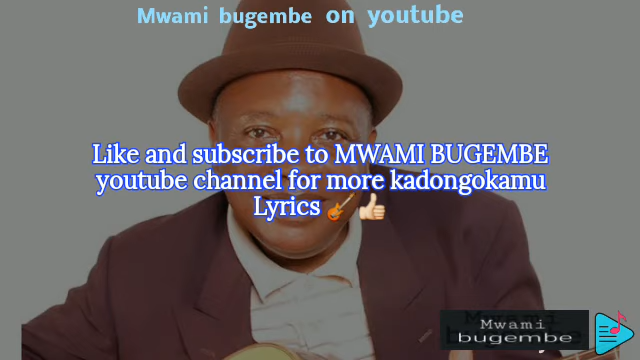 Mwami bugembe on youtube
Like and subscribe to MWAMI BUGEMBE
youtube channel for more kadongokamu
Lyrics 🎸 👍🏻
Mwami
bugembe